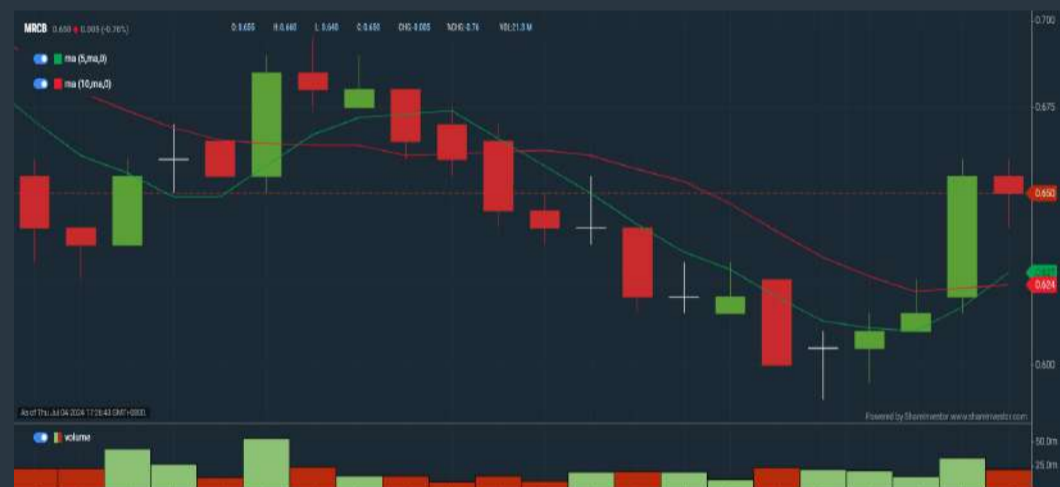 MRCB 0.650 0.005 (-0.76%) O:0.655 H:0.660 L: 0.640 C:0.650 CHG:-0.005 %CHG:-0.76 VOL:21.3 M
ma (5,ma,0)
ma (10,ma,0)
0.700
0.675
0.650
0.624
0.600
As of Thu Jul 04 2024 17:26:43 GMT+0800
Powered by ShareInvestor www.shareinvestor.com
volume
50.0m
25.0m